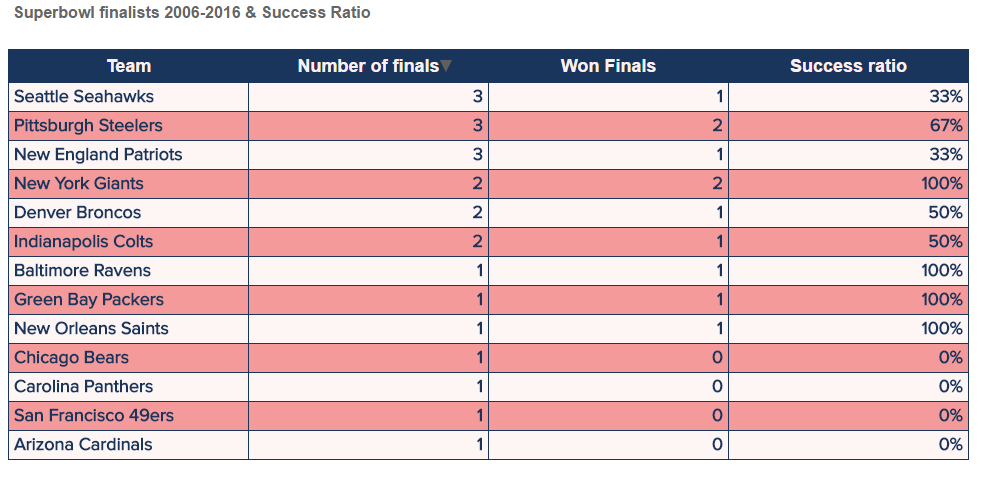 Superbowl finalists 2006-2016 & Success Ratio
Team Number of finals▼ Won Finals Success ratio
Seattle Seahawks 3 1 33%
Pittsburgh Steelers 3 2 67%
New England Patriots 3 1 33%
New York Giants 2 2 100%
Denver Broncos 2 1 50%
Indianapolis Colts 2 1 50%
Baltimore Ravens 1 1 100%
Green Bay Packers 1 1 100%
New Orleans Saints 1 1 100%
Chicago Bears 1 0 0%
Carolina Panthers 1 0 0%
San Francisco 49ers 1 0 0%
Arizona Cardinals 1 0 0%